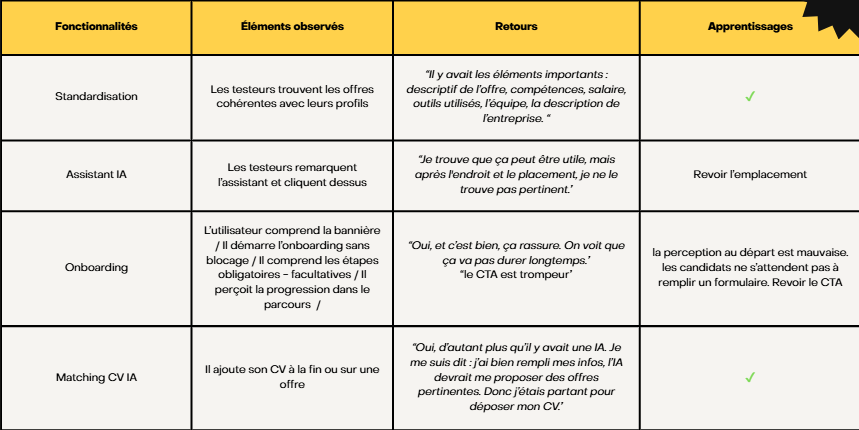 Fonctionnalités
Éléments observés
Retours
Apprentissages
Standardisation
Les testeurs trouvent les offres
cohérentes avec leurs profils
“Il y avait les éléments importants :
descriptif de l’offre, compétences, salaire,
outils utilisés, l’équipe, la description de
l’entreprise. “
✓
Assistant IA
Les testeurs remarquent
l’assistant et cliquent dessus
“Je trouve que ça peut être utile, mais
après l'endroit et le placement, je ne le
trouve pas pertinent.’
Revoir l’emplacement
Onboarding
L’utilisateur comprend la bannière
/ Il démarre l’onboarding sans
blocage / Il comprend les étapes
obligatoires – facultatives / Il
perçoit la progression dans le
parcours /
“Oui, et c’est bien, ça rassure. On voit que
ça va pas durer longtemps.’
“le CTA est trompeur’
la perception au départ est mauvaise.
les candidats ne s’attendent pas à
remplir un formulaire. Revoir le CTA
Matching CV IA
Il ajoute son CV à la fin ou sur une
offre
“Oui, d’autant plus qu’il y avait une IA. Je
me suis dit : j’ai bien rempli mes infos, l’IA
devrait me proposer des offres
pertinentes. Donc j’étais partant pour
déposer mon CV.’
✓